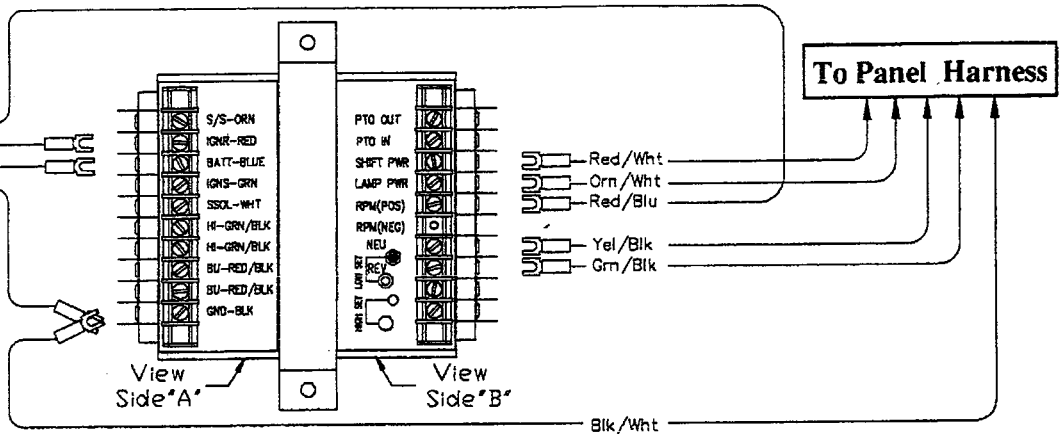 To Panel Harness
S/S-ORN
IGNR-RED
BATT-BLUE
IGNS-GRN
SSOL-WHT
HI-GRN/BLK
HI-GRN/BLK
BU-RED/BLK
BU-RED/BLK
GND-BLK
PTO OUT
PTO IN
SHIFT PWR
LAMP PWR
RPM(POS)
RPM(NEG)
NEU
REV
LOW SET
HIGH SET
Red/Wht
Orn/Wht
Red/Blu
Yel/Blk
Grn/Blk
View
Side"A"
View
Side"B"
Blk/Wht